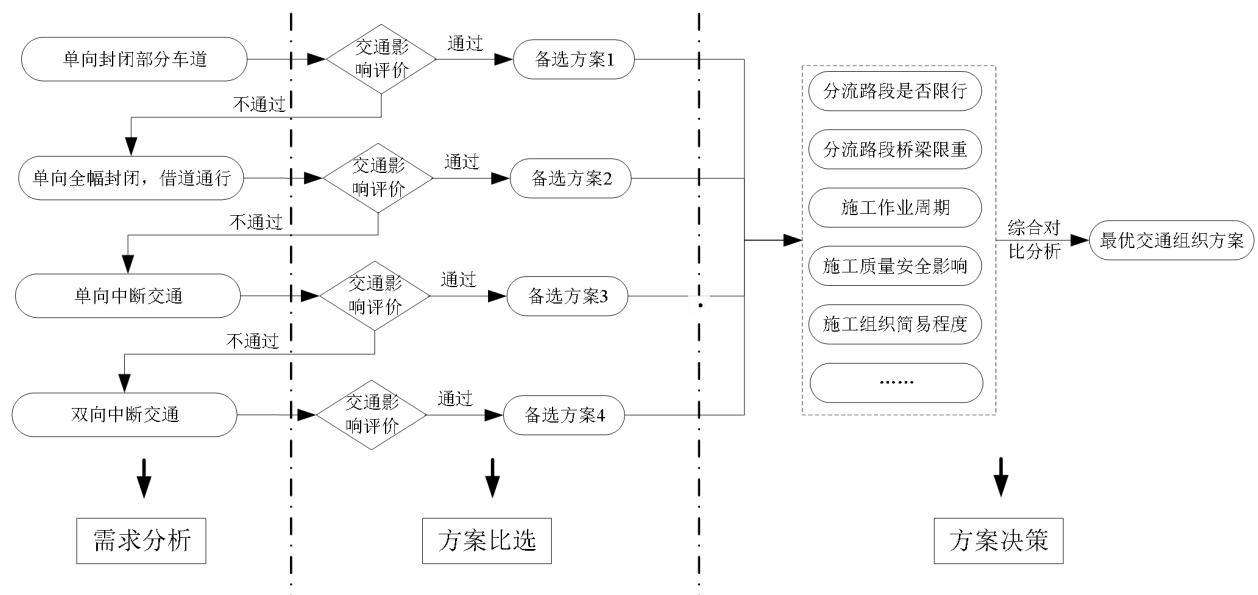 单向封闭部分车道
交通影
响评价
通过
备选方案1
不通过
单向全幅封闭，借道通行
交通影
响评价
通过
备选方案2
不通过
单向中断交通
交通影
响评价
通过
备选方案3
不通过
双向中断交通
交通影
响评价
通过
备选方案4
分流路段是否限行
分流路段桥梁限重
施工作业周期
施工质量安全影响
施工组织简易程度
……
综合对
比分析
最优交通组织方案
需求分析
方案比选
方案决策